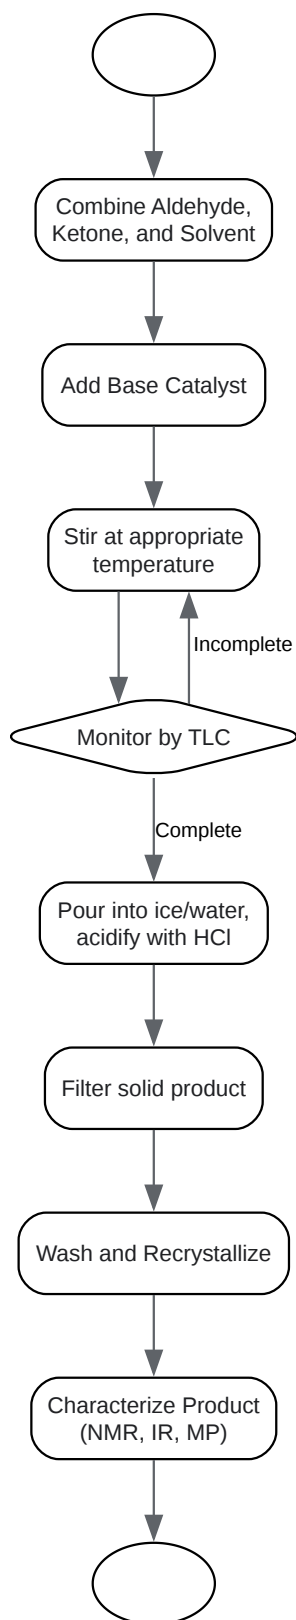 Combine Aldehyde,
Ketone, and Solvent
Add Base Catalyst
Stir at appropriate
temperature
Incomplete
Monitor by TLC
Complete
Pour into ice/water,
acidify with HCl
Filter solid product
Wash and Recrystallize
Characterize Product
(NMR, IR, MP)